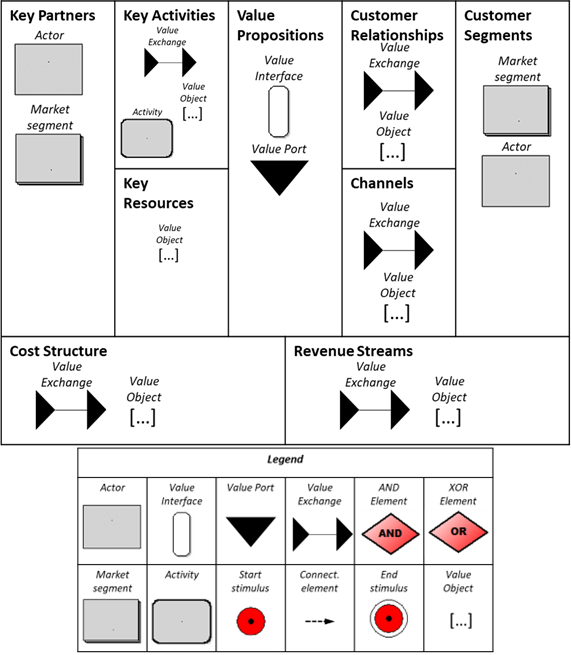 Key Partners
Actor
Market
segment
Key Activities
Value
Exchange
Value
Object
[...]
Activity
Key
Resources
Value
Object
[...]
Value
Propositions
Value
Interface
Value Port
Customer
Relationships
Value
Exchange
Value
Object
[...]
Channels
Value
Exchange
Value
Object
[...]
Customer
Segments
Market
segment
Actor
Cost Structure
Value
Exchange
Value
Object
[...]
Revenue Streams
Value
Exchange
Value
Object
[...]
Legend
Actor
Value
Interface
Value Port
Value
Exchange
AND
Element
AND
XOR
Element
OR
Market
segment
Activity
Start
stimulus
Connect.
element
End
stimulus
Value
Object
[...]